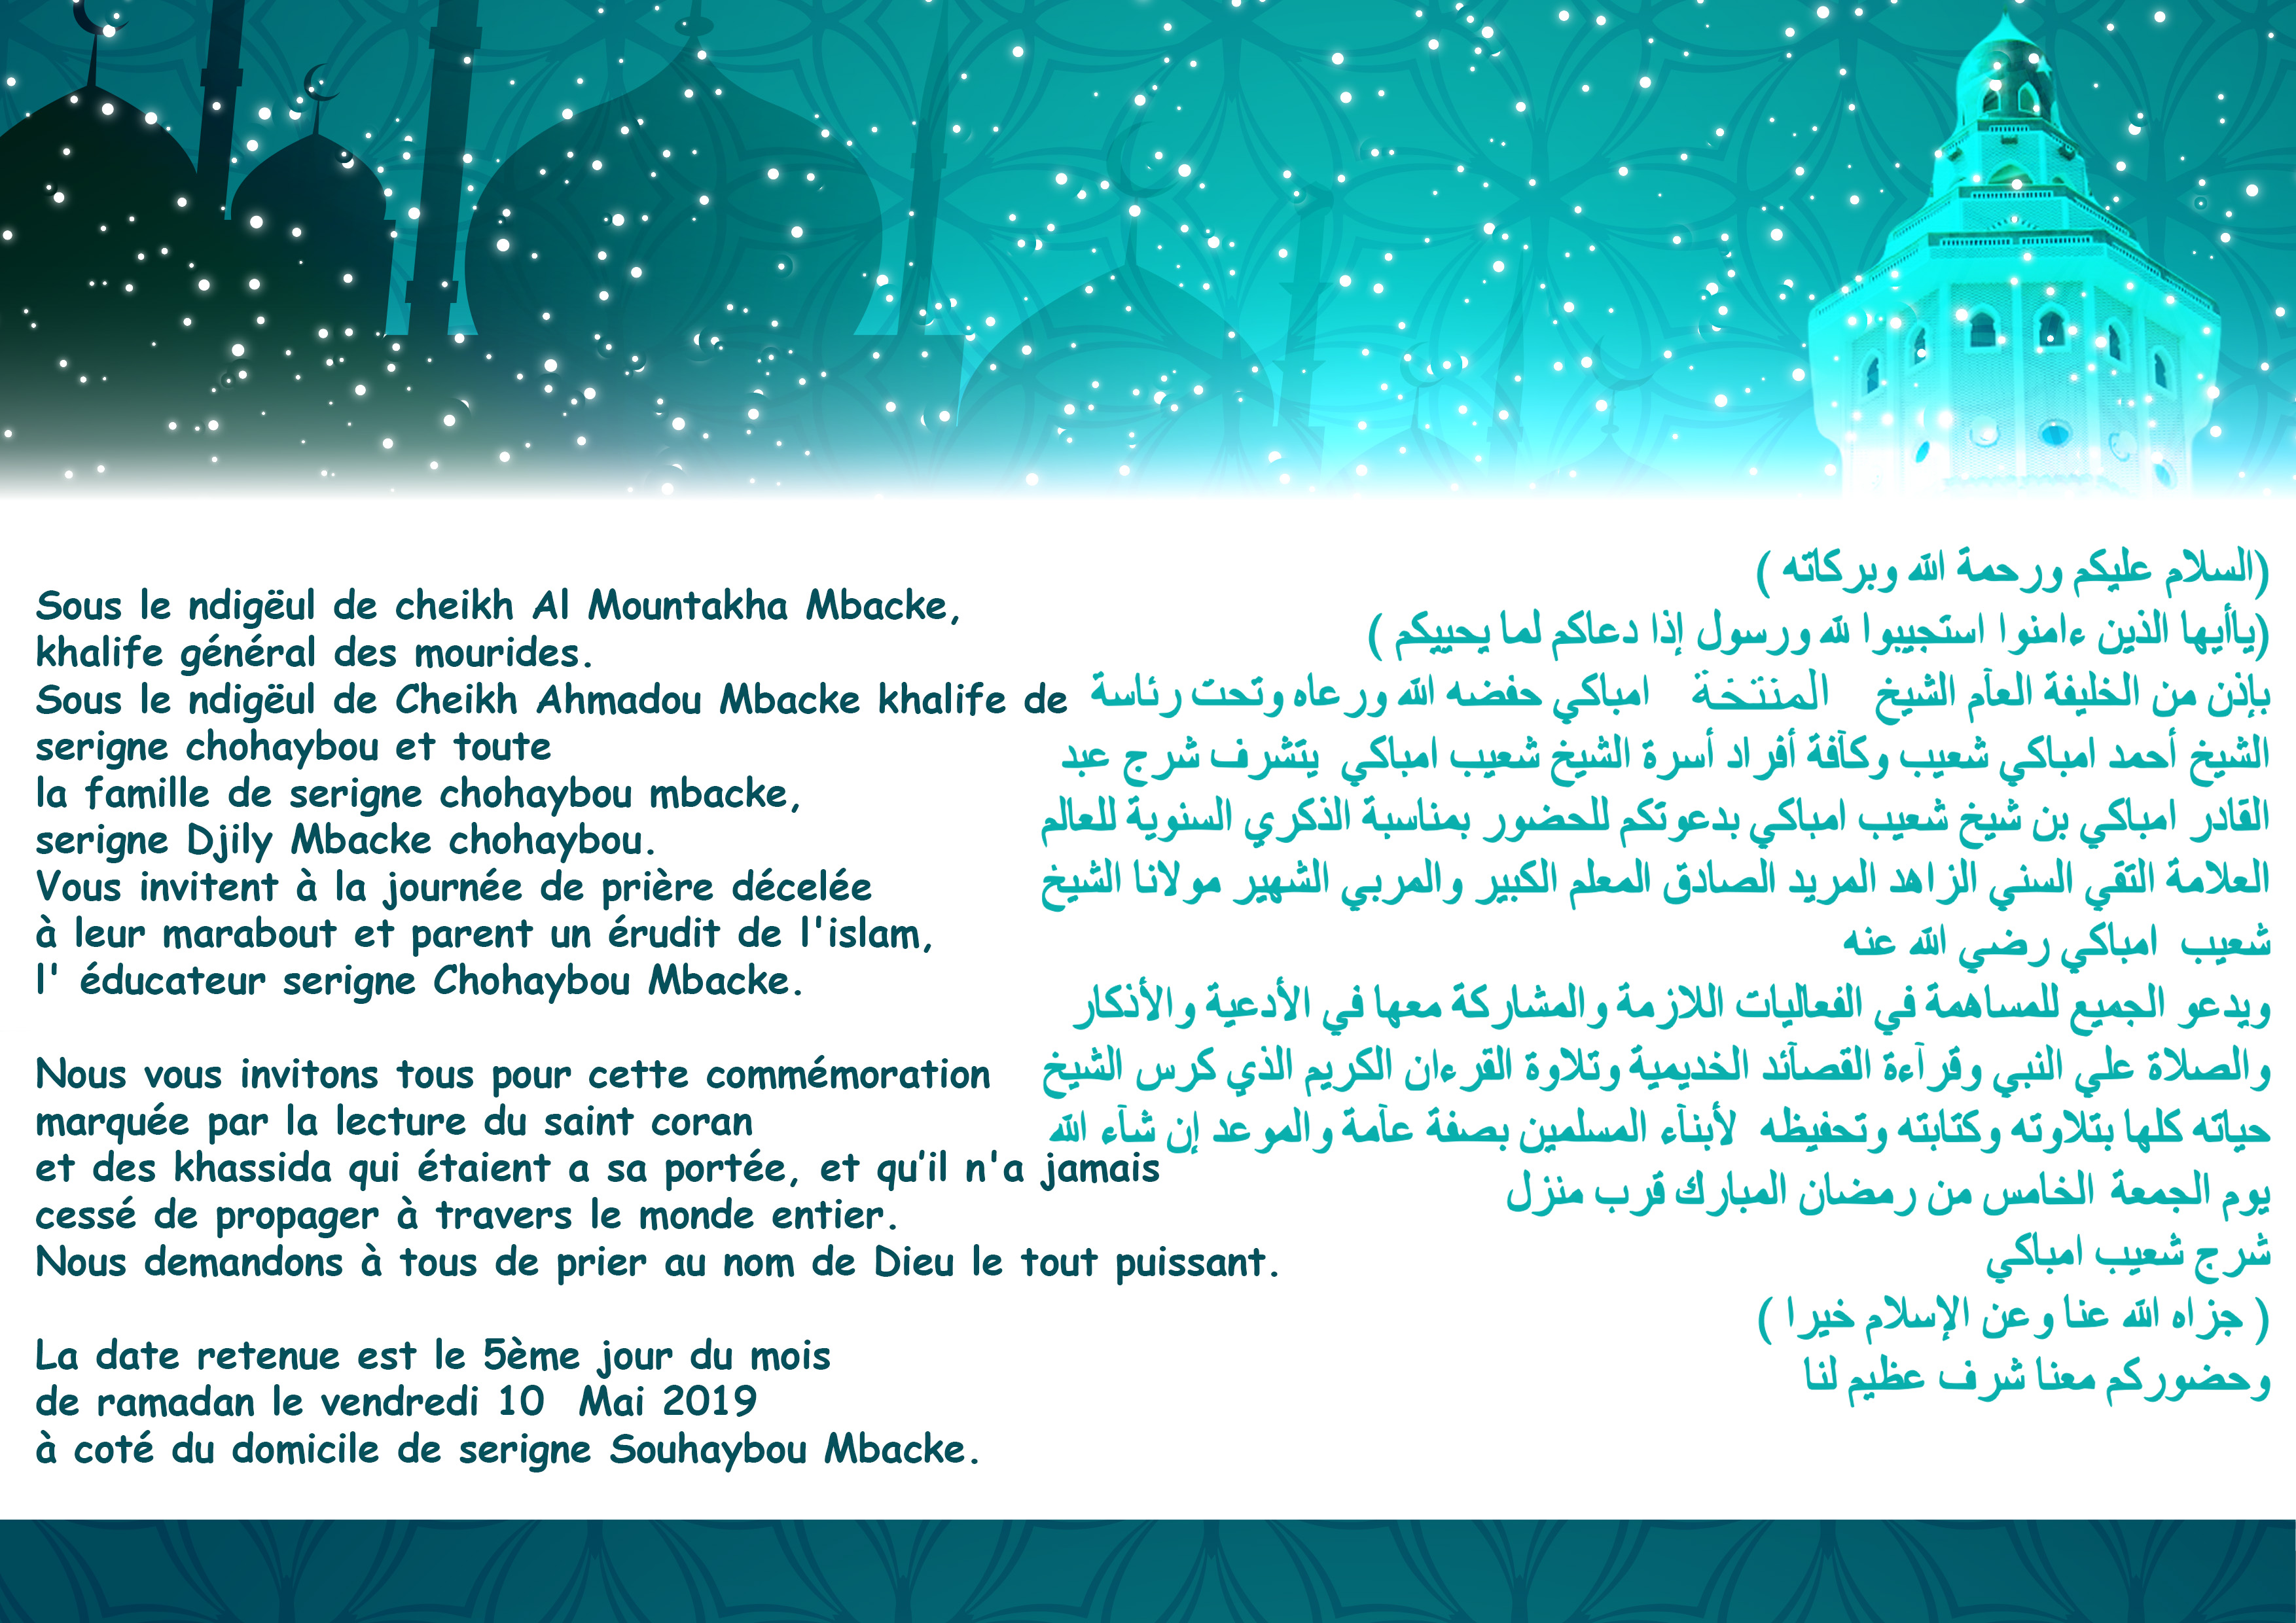 Sous le ndigëul de cheikh Al Mountakha Mbacke,
khalife général des mourides.
Sous le ndigëul de Cheikh Ahmadou Mbacke khalife de
serigne chohaybou et toute
la famille de serigne chohaybou mbacke,
serigne Djily Mbacke chohaybou.
Vous invitent à la journée de prière décelée
à leur marabout et parent un érudit de l'islam,
l' éducateur serigne Chohaybou Mbacke.
Nous vous invitons tous pour cette commémoration
marquée par la lecture du saint coran
et des khassida qui étaient a sa portée, et qu’il n'a jamais
cessé de propager à travers le monde entier.
Nous demandons à tous de prier au nom de Dieu le tout puissant.
La date retenue est le 5ème jour du mois
de ramadan le vendredi 10 Mai 2019
à coté du domicile de serigne Souhaybou Mbacke.
(السلام عليكم ورحمة الله وبركاته )
(ياأيها الذين ءامنوا استجيبوا لله ورسول إذا دعاكم لما يحييكم )
بإذن من الخليفة العآم الشيخ المنتخة امباكي حفضه الله ورعاه وتحت رئاسة
الشيخ أحمد امباكي شعيب وكآفة أفراد أسرة الشيخ شعيب امباكي يتشرف شرج عبد
القادر امباكي بن شيخ شعيب امباكي بدعوتكم للحضور بمناسبة الذكري السنوية للعالم
العلامة التقي السني الزاهد المريد الصادق المعلم الكبير والمربي الشهير مولانا الشيخ
شعيب امباكي رضي الله عنه
ويدعو الجميع للمساهمة في الفعاليات اللازمة والمشاركة معها في الأدعية والأذكار
والصلاة علي النبي وقرآءة القصآئد الخديمية وتلاوة القرءان الكريم الذي كرس الشيخ
حياته كلها بتلاوته وكتابته وتحفيظه لأبنآء المسلمين بصفة عآمة والموعد إن شآء الله
يوم الجمعة الخامس من رمضان المبارك قرب منزل
شرج شعيب امباكي
( جزاه الله عنا وعن الإسلام خيرا )
وحضوركم معنا شرف عظيم لنا